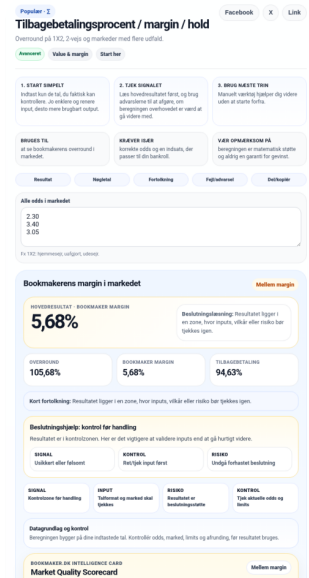 Populær · Σ
Facebook
X
Link
Tilbagebetalingsprocent / margin / hold
Overround på 1X2, 2-vejs og markeder med flere udfald.
Avanceret
Value & margin
Start her
1. START SIMPELT
Indtast kun de tal, du faktisk kan
kontrollere. Jo enklere og renere
input, desto mere brugbart output.
2. TJEK SIGNALET
Læs hovedresultatet først, og brug
advarslerne til at afgøre, om
beregningen overhovedet er værd at
gå videre med.
3. BRUG NÆSTE TRIN
Manuelt værktøj hjælper dig videre
uden at starte forfra.
BRUGES TIL
at se bookmakerens overround i
markedet.
KRÆVER ISÆR
korrekte odds og en indsats, der
passer til din bankroll.
VÆR OPMÆRKSOM PÅ
beregningen er matematisk støtte
og aldrig en garanti for gevinst.
Resultat
Nøgletal
Fortolkning
Fejl/advarsel
Del/kopiér
Alle odds i markedet
2.30
3.40
3.05
Fx 1X2: hjemmesejr, uafgjort, udesejr.
Bookmakerens margin i markedet
Mellem margin
HOVEDRESULTAT · BOOKMAKER MARGIN
5,68%
Beslutningslæsning: Resultatet ligger i
en zone, hvor inputs, vilkår eller risiko bør
tjekkes igen.
OVERROUND
105,68%
BOOKMAKER MARGIN
5,68%
TILBAGEBETALING
94,63%
Kort fortolkning: Resultatet ligger i en zone, hvor inputs, vilkår eller risiko bør tjekkes igen.
Beslutningshjælp: kontrol før handling
Resultatet er i kontrolzonen. Her er det vigtigere at validere inputs end at gå hurtigt videre.
SIGNAL
Usikkert eller følsomt
KONTROL
Ret/tjek input først
RISIKO
Undgå forhastet beslutning
SIGNAL
Kontrolzone før handling
INPUT
Talformat og marked skal
tjekkes
RISIKO
Resultatet er
beslutningsstøtte
KONTROL
Tjek aktuelle odds og
limits
Datagrundlag og kontrol
Beregningen bygger på dine indtastede tal. Kontrollér odds, marked, limits og afrunding, før resultatet bruges.
BOOKMAKER.DK INTELLIGENCE CARD
Market Quality Scorecard
Mellem margin